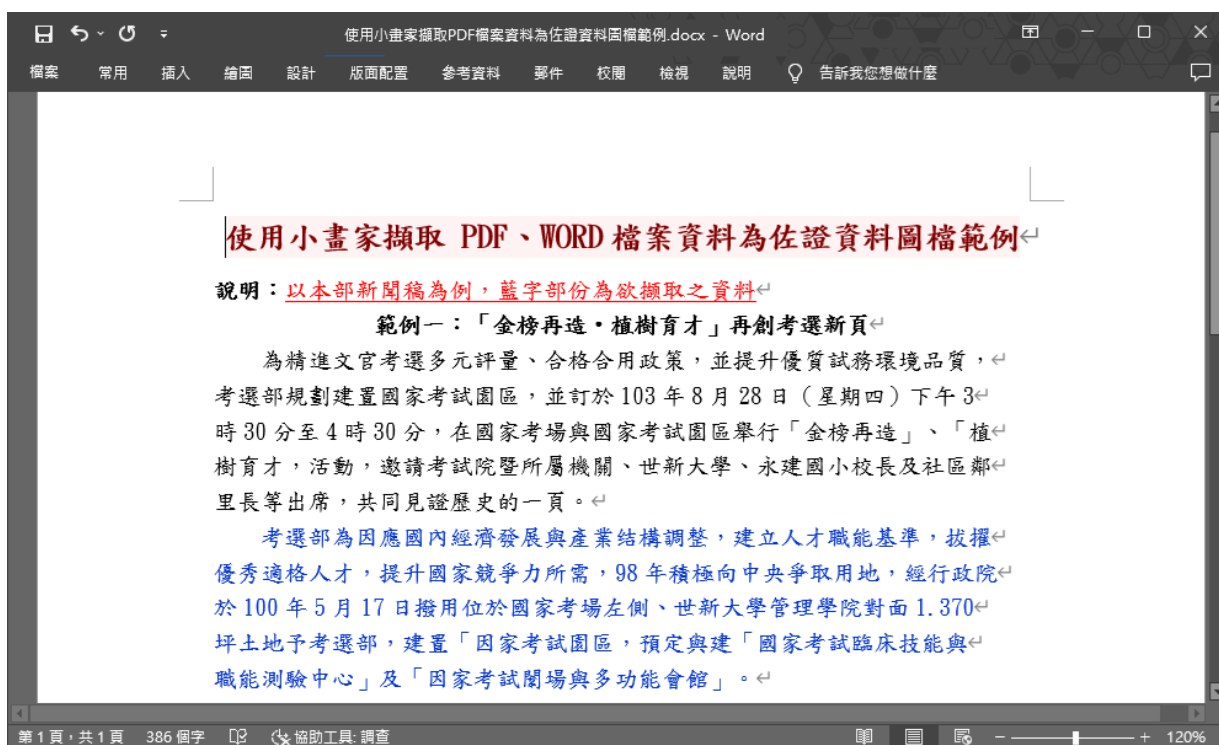 使用小畫家擷取PDF檔案資料為佐證資料圖檔範例.docx - Word
檔案 常用 插入 繪圖 設計 版面配置 參考資料 郵件 校閱 檢視 說明 告訴我您想做什麼
使用小畫家擷取 PDF、WORD 檔案資料為佐證資料圖檔範例
說明：以本部新聞稿為例，藍字部份為欲擷取之資料
範例一：「金榜再造‧植樹育才」再創考選新頁
為精進文官考選多元評量、合格合用政策，並提升優質試務環境品質，
考選部規劃建置國家考試園區，並訂於 103 年 8 月 28 日（星期四）下午 3
時 30 分至 4 時 30 分，在國家考場與國家考試園區舉行「金榜再造」、「植
樹育才，活動，邀請考試院暨所屬機關、世新大學、永建國小校長及社區鄰
里長等出席，共同見證歷史的一頁。
考選部為因應國內經濟發展與產業结構調整，建立人才職能基準，拔擢
優秀適格人才，提升國家競爭力所需，98 年積極向中央爭取用地，經行政院
於 100 年 5 月 17 日撥用位於國家考場左側、世新大學管理學院對面 1.370
坪土地予考選部，建置「因家考試園區，預定與建「國家考試臨床技能與
職能測驗中心」及「因家考試闈場與多功能會館」。
第 1 頁，共 1 頁 386 個字 協助工具: 調查 120%